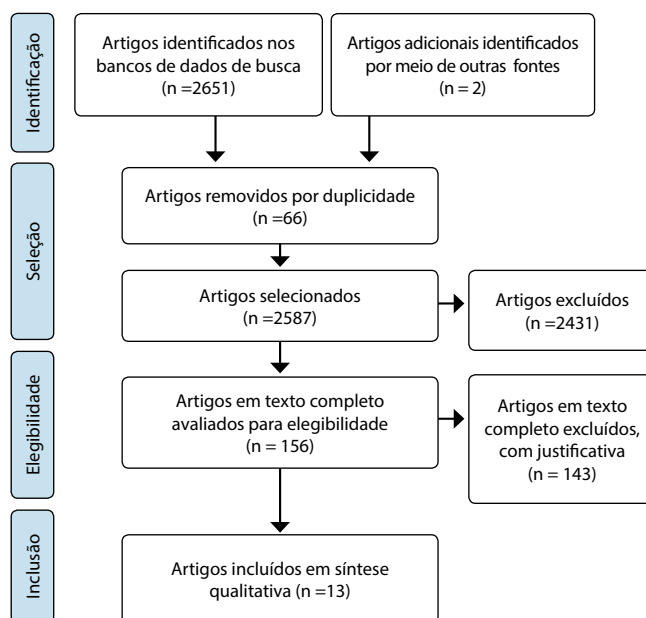 Identificação
Artigos identificados nos
bancos de dados de busca
(n =2651)
Artigos adicionais identificados
por meio de outras fontes
(n = 2)
Seleção
Artigos removidos por duplicidade
(n =66)
Artigos selecionados
(n =2587)
Artigos excluídos
(n =2431)
Elegibilidade
Artigos em texto completo
avaliados para elegibilidade
(n = 156)
Artigos em texto
completo excluídos,
com justificativa
(n = 143)
Inclusão
Artigos incluídos em síntese
qualitativa (n =13)